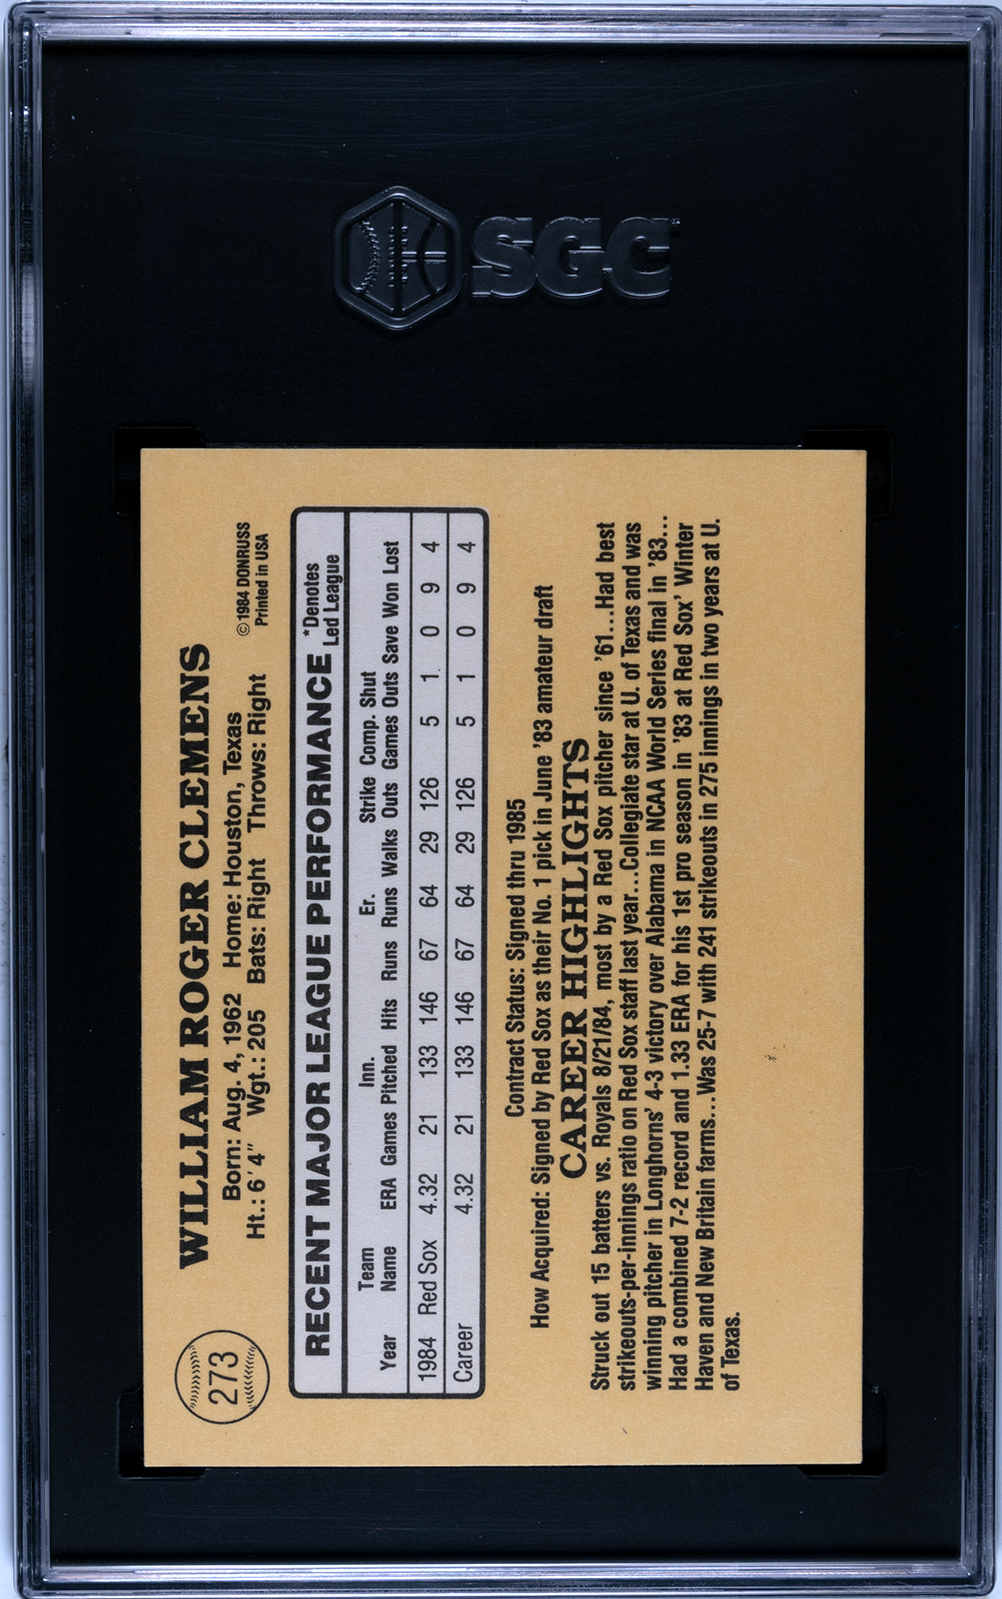 SGC
273
WILLIAM ROGER CLEMENS
Born: Aug. 4, 1962 Home: Houston, Texas
Ht.: 6'4" Wgt.: 205 Bats: Right Throws: Right
©1984 DONRUSS
Printed in USA
RECENT MAJOR LEAGUE PERFORMANCE *Denotes Led League
Team Inn. Er. Strike Comp. Shut
Year Name ERA Games Pitched Hits Runs Runs Walks Outs Games Outs Save Won Lost
1984 Red Sox 4.32 21 133 146 67 64 29 126 5 1 0 9 4
Career 4.32 21 133 146 67 64 29 126 5 1 0 9 4
Contract Status: Signed thru 1985
How Acquired: Signed by Red Sox as their No. 1 pick in June '83 amateur draft
CAREER HIGHLIGHTS
Struck out 15 batters vs. Royals 8/21/84, most by a Red Sox pitcher since '61...Had best
strikeouts-per-innings ratio on Red Sox staff last year...Collegiate star at U. of Texas and was
winning pitcher in Longhorns' 4-3 victory over Alabama in NCAA World Series final in '83...
Had a combined 7-2 record and 1.33 ERA for his 1st pro season in '83 at Red Sox' Winter
Haven and New Britain farms...Was 25-7 with 241 strikeouts in 275 innings in two years at U.
of Texas.